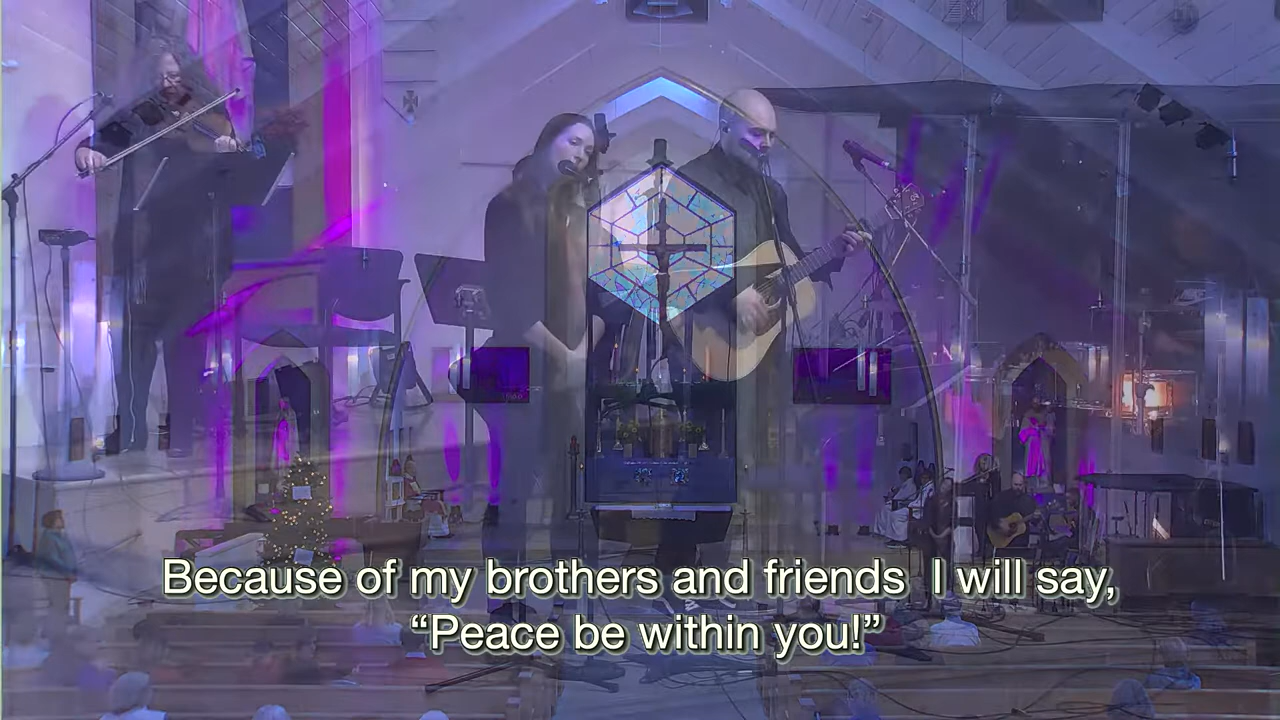 Because of my brothers and friends I will say,
“Peace be within you!”